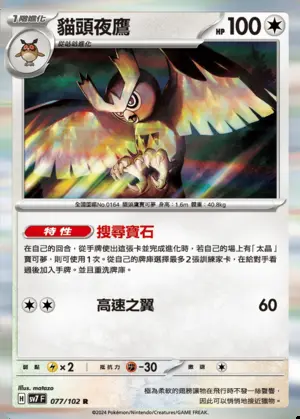 1階進化
貓頭夜鷹
HP 100
從咕咕進化
全國圖鑑No.0164 貓頭鷹寶可夢 身高：1.6m 體重：40.8kg
特性 搜尋寶石
在自己的回合，從手牌使出這張卡並完成進化時，若自己的場上有「太晶」
寶可夢，則可使用1次。從自己的牌庫選擇最多2張訓練家卡，在給對手看
過後加入手牌。並且重洗牌庫。
高速之翼 60
弱點 ×2 抵抗力 -30 撤退
illus. matazo
H sv7 F 077/102 R
極為柔軟的翅膀讓物在飛行時不會發出聲響，
因此可以悄悄地接近獵物。
©2024 Pokémon/Nintendo/Creatures/GAME FREAK.